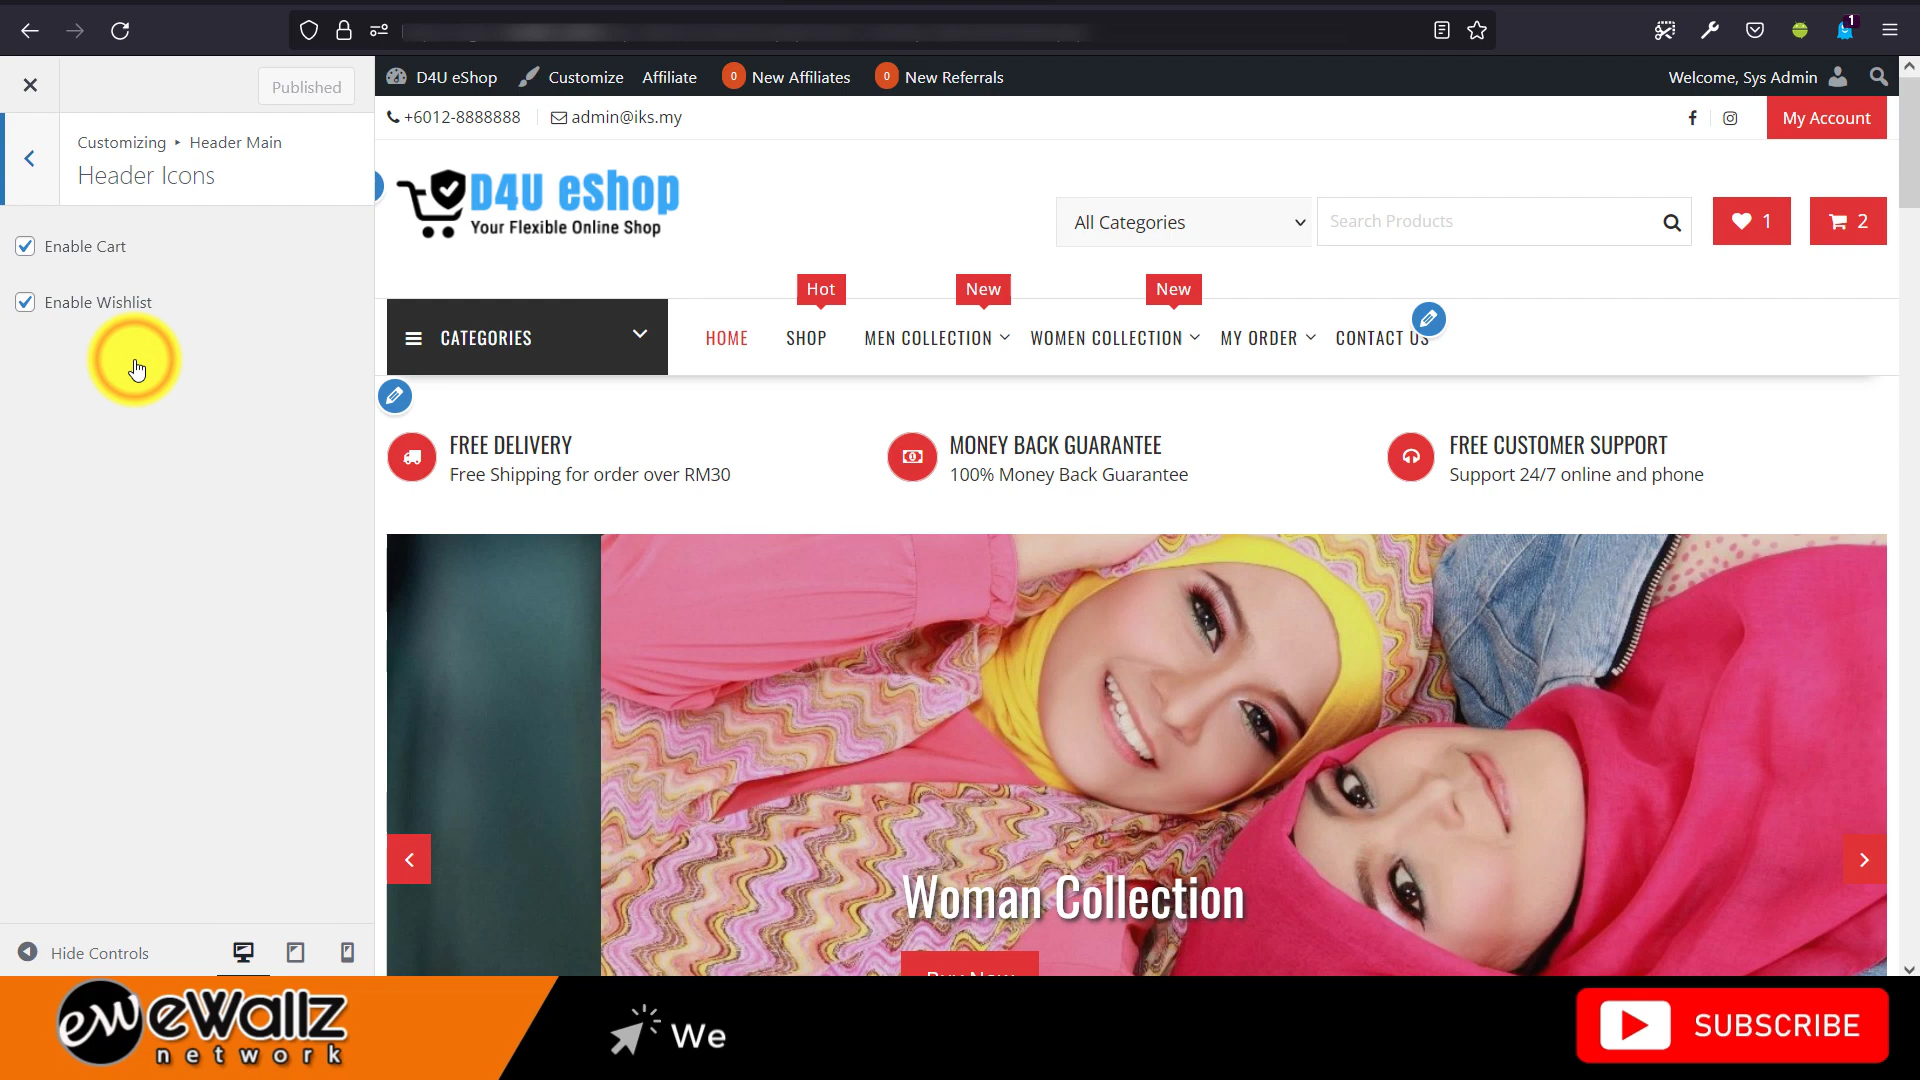 1
Published
Customizing ▸ Header Main
Header Icons
Enable Cart
Enable Wishlist
Hide Controls
D4U eShop Customize Affiliate 0 New Affiliates 0 New Referrals Welcome, Sys Admin
+6012-8888888 admin@iks.my My Account
D4U eShop
Your Flexible Online Shop
All Categories Search Products 1 2
Hot New New
CATEGORIES HOME SHOP MEN COLLECTION WOMEN COLLECTION MY ORDER CONTACT US
FREE DELIVERY
Free Shipping for order over RM30
MONEY BACK GUARANTEE
100% Money Back Guarantee
FREE CUSTOMER SUPPORT
Support 24/7 online and phone
Woman Collection
Buy Now
ew eWallz
network
We
SUBSCRIBE